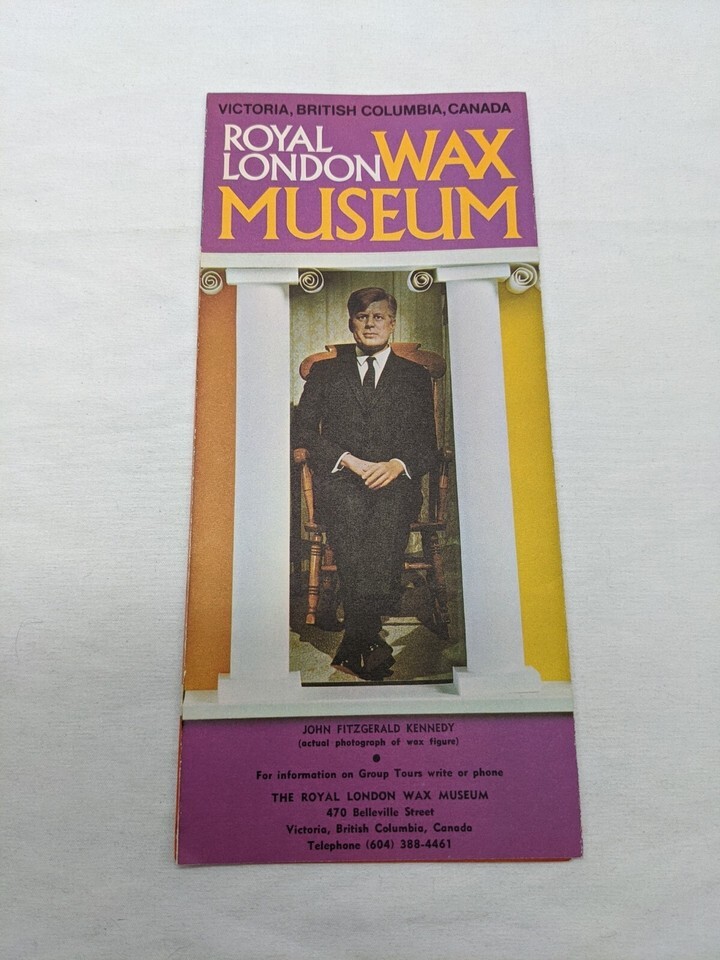 VICTORIA, BRITISH COLUMBIA, CANADA
ROYAL
LONDON WAX
MUSEUM
JOHN FITZGERALD KENNEDY
(actual photograph of wax figure)
For information on Group Tours write or phone
THE ROYAL LONDON WAX MUSEUM
470 Belleville Street
Victoria, British Columbia, Canada
Telephone (604) 388-4461